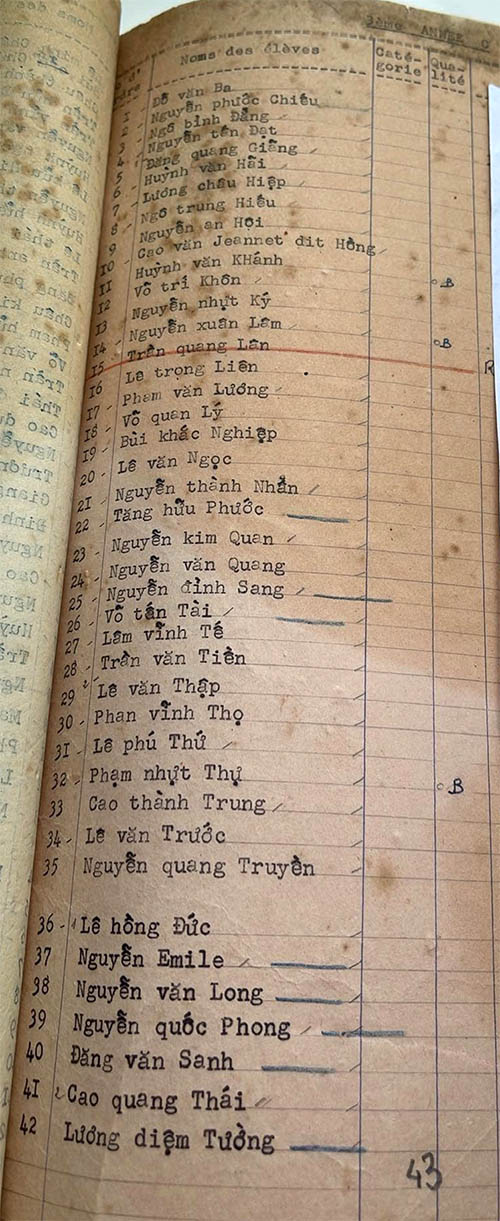 3ème ANNEE C
Noms des élèves
Caté-
gorie
Qua-
lité
1 Đỗ văn Ba
2 Nguyễn phước Chiếu
3 Ngô bỉnh Đằng
4 Nguyễn tấn Đạt
5 Đặng quang Giảng
6 Huỳnh văn Hải
7 Lương châu Hiệp
8 Ngô trung Hiếu
9 Nguyễn an Hội
10 Cao văn Jeannet dit Hồng
11 Huỳnh văn KHánh
12 Võ trí Khôn B
13 Nguyễn nhựt Ký
14 Nguyễn xuân Lâm B
15 Trần quang Lân R
16 Lê trọng Liên
17 Phạm văn Lương
18 Võ quan Lý
19 Bùi khắc Nghiệp
20 Lê văn Ngọc
21 Nguyễn thành Nhẫn
22 Tăng hữu Phước
23 Nguyễn kim Quan
24 Nguyễn văn Quang
25 Nguyễn đình Sang
26 Võ tấn Tài
27 Lâm vĩnh Tế
28 Trần văn Tiền
29 Lê văn Thập
30 Phan vĩnh Thọ
31 Lê phú Thứ
32 Phạm nhựt Thự B
33 Cao thành Trung
34 Lê văn Trước
35 Nguyễn quang Truyền
36 Lê hồng Đức
37 Nguyễn Emile
38 Nguyễn văn Long
39 Nguyễn quốc Phong
40 Đăng văn Sanh
41 Cao quang Thái
42 Lương diệm Tường
43